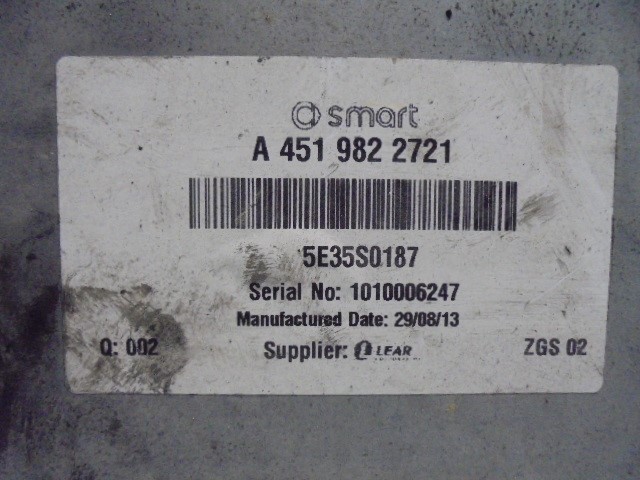 smart
A 451 982 2721
5E35S0187
Serial No: 1010006247
Manufactured Date: 29/08/13
Q: 002 Supplier: LEAR ZGS 02